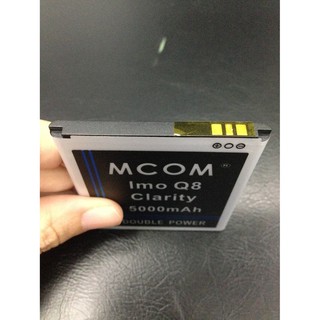 MCOM®
Imo Q8
Clarity
5000mAh
DOUBLE POWER